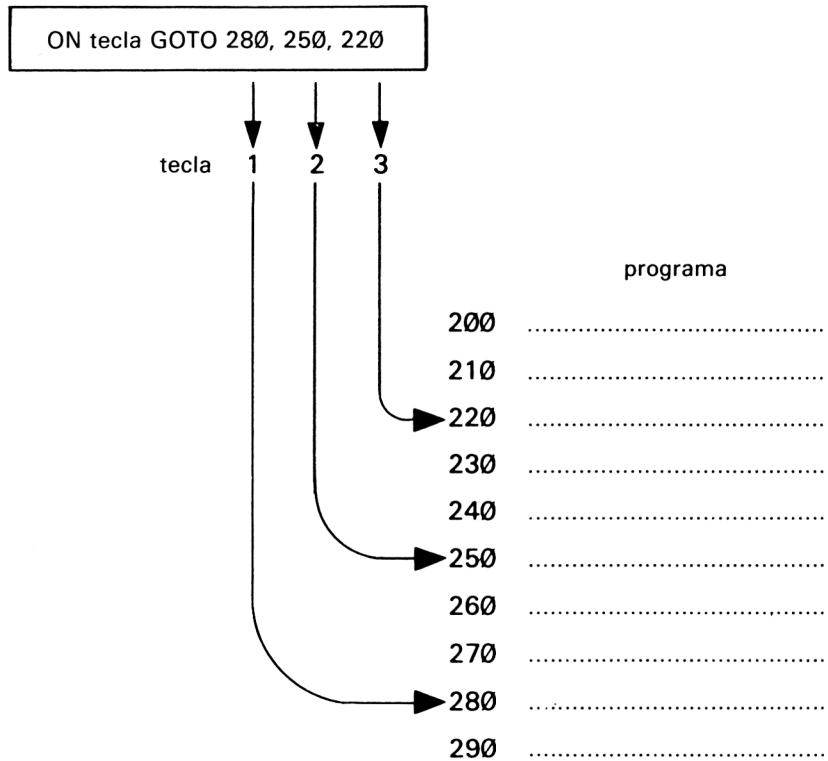 ON tecla GOTO 28Ø, 25Ø, 22Ø
tecla 1 2 3
programa
2ØØ ....................................
21Ø ....................................
22Ø ....................................
23Ø ....................................
24Ø ....................................
25Ø ....................................
26Ø ....................................
27Ø ....................................
28Ø ....................................
29Ø ....................................